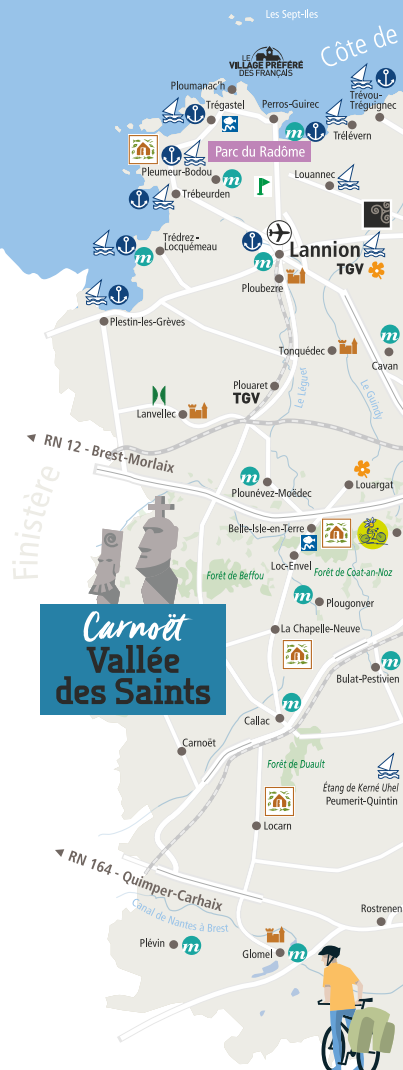 Les Sept-Iles
Côte de
LE
VILLAGE PRÉFÉRÉ
DES FRANÇAIS
Ploumanac'h
Trégastel
Perros-Guirec
Trévou-
Tréguignec
Trélévern
Parc du Radôme
Pleumeur-Bodou
m
m
Louannec
Trébeurden
Trédrez -
Locquémeau
m
Lannion
TGV
m
Ploubezre
Plestin-les-Grèves
Tonquédec
m
Cavan
Le Léguer
Le Guindy
Plouaret
TGV
Lanvellec
RN 12 - Brest-Morlaix
Finistère
m
Plounévez-Moëdec
Louargat
Belle-Isle-en-Terre
Loc-Envel
Forêt de Beffou
Forêt de Coat-an-Noz
m
Plougonver
Carnoët
Vallée
des Saints
La Chapelle-Neuve
m
Bulat-Pestivien
m
Callac
Carnoët
Forêt de Duault
Étang de Kerné Uhel
Peumerit-Quintin
Locarn
RN 164 - Quimper-Carhaix
Canal de Nantes à Brest
Rostrenen
Plévin
m
Glomel
m